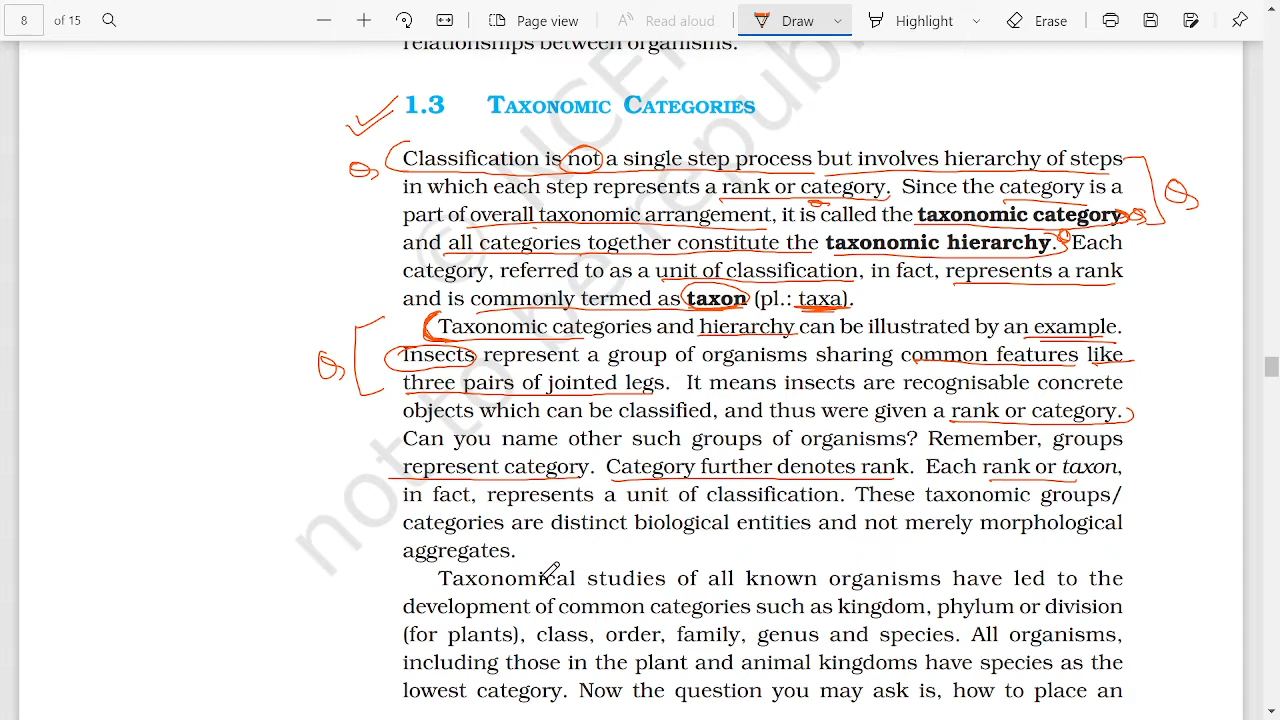 8 of 15 Page view Read aloud Draw Highlight Erase
relationships between organisms.
1.3 TAXONOMIC CATEGORIES
Classification is not a single step process but involves hierarchy of steps
in which each step represents a rank or category. Since the category is a
part of overall taxonomic arrangement, it is called the taxonomic category
and all categories together constitute the taxonomic hierarchy. Each
category, referred to as a unit of classification, in fact, represents a rank
and is commonly termed as taxon (pl.: taxa).
Taxonomic categories and hierarchy can be illustrated by an example.
Insects represent a group of organisms sharing common features like
three pairs of jointed legs. It means insects are recognisable concrete
objects which can be classified, and thus were given a rank or category.
Can you name other such groups of organisms? Remember, groups
represent category. Category further denotes rank. Each rank or taxon,
in fact, represents a unit of classification. These taxonomic groups/
categories are distinct biological entities and not merely morphological
aggregates.
Taxonomical studies of all known organisms have led to the
development of common categories such as kingdom, phylum or division
(for plants), class, order, family, genus and species. All organisms,
including those in the plant and animal kingdoms have species as the
lowest category. Now the question you may ask is, how to place an
© NCE
not to be republi